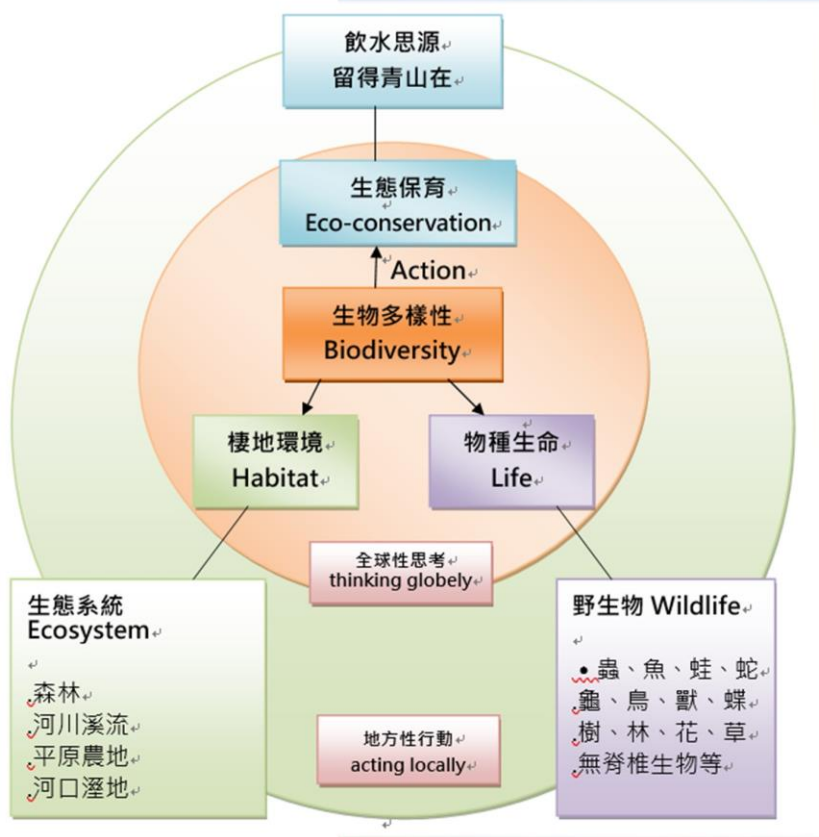 飲水思源
留得青山在
生態保育
Eco-conservation
Action
生物多樣性
Biodiversity
棲地環境
Habitat
物種生命
Life
全球性思考
thinking globely
生態系統
Ecosystem
森林
河川溪流
平原農地
河口溼地
野生物 Wildlife
•蟲、魚、蛙、蛇
龜、鳥、獸、蝶
樹、林、花、草
無脊椎生物等
地方性行動
acting locally